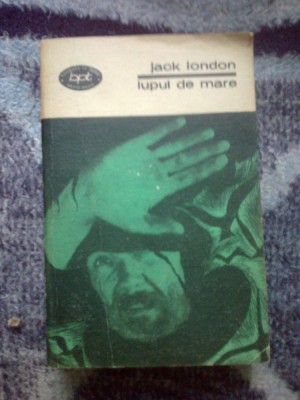 bpt
jack london
lupul de mare